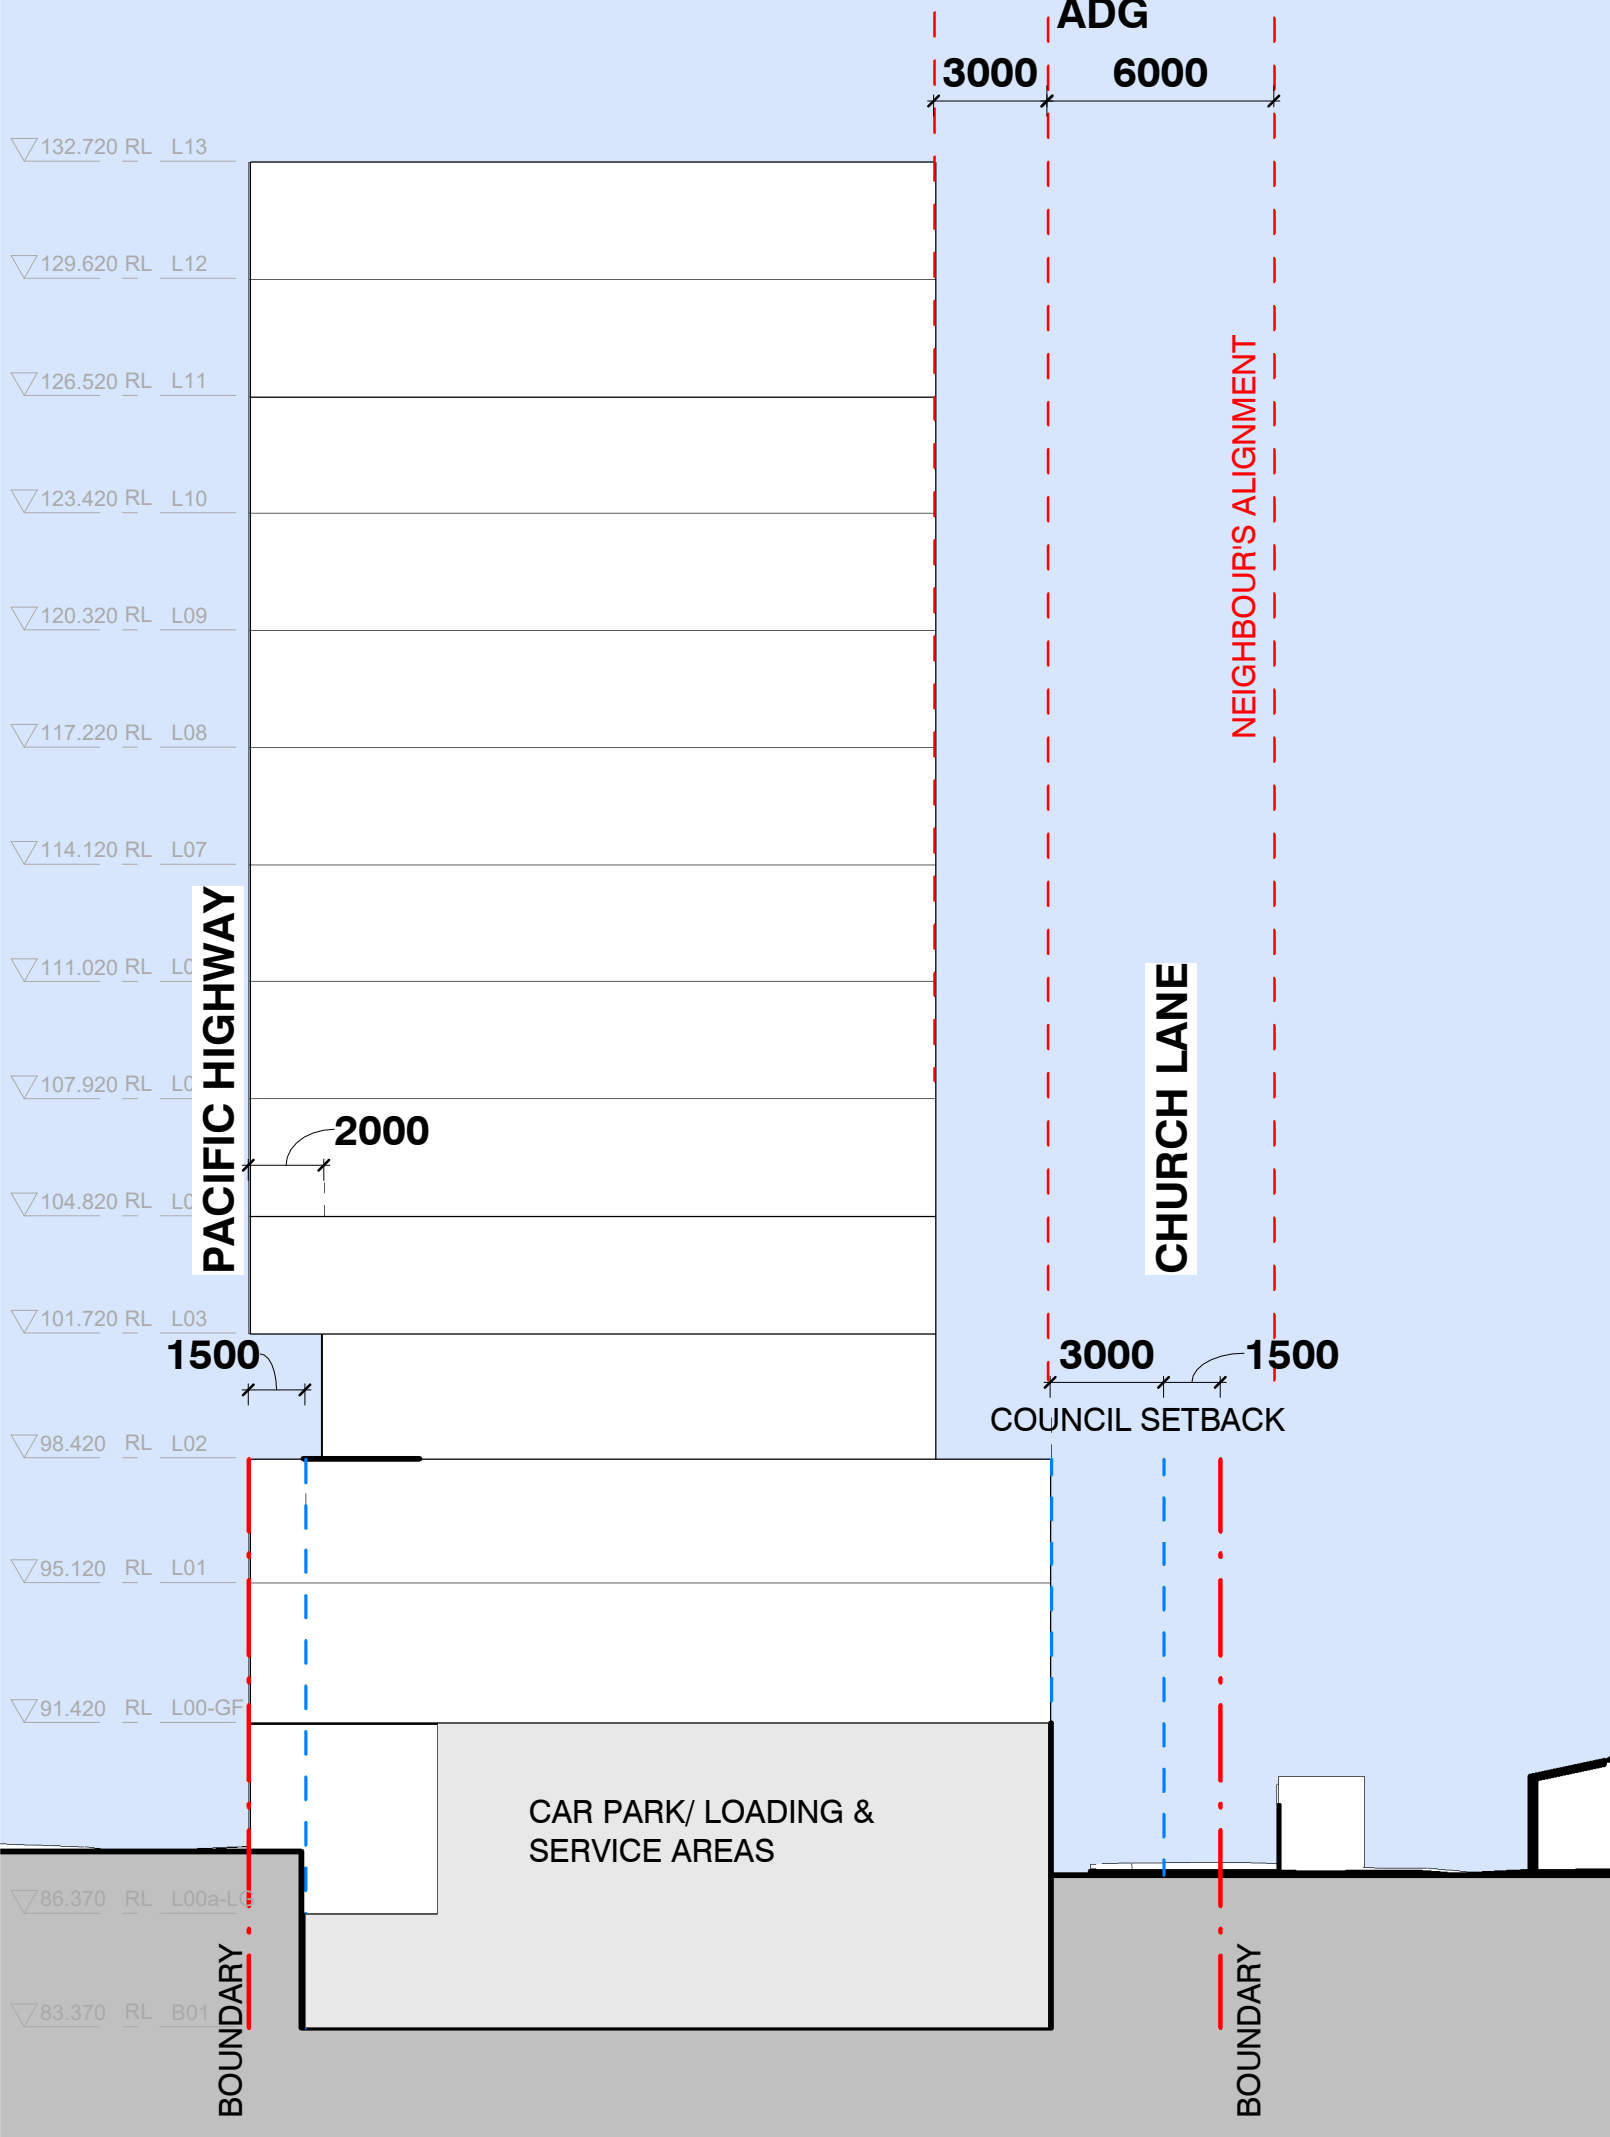 ADG
3000 6000
132.720 RL L13
129.620 RL L12
126.520 RL L11
NEIGHBOUR'S ALIGNMENT
123.420 RL L10
120.320 RL L09
117.220 RL L08
114.120 RL L07
PACIFIC HIGHWAY
111.020 RL
CHURCH LANE
107.920 RL
2000
104.820 RL
101.720 RL L03
1500
3000 1500
COUNCIL SETBACK
98.420 RL L02
95.120 RL L01
91.420 RL L00-GF
CAR PARK/ LOADING &
SERVICE AREAS
86.370 RL L00a-LG
83.370 RL B01
BOUNDARY
BOUNDARY